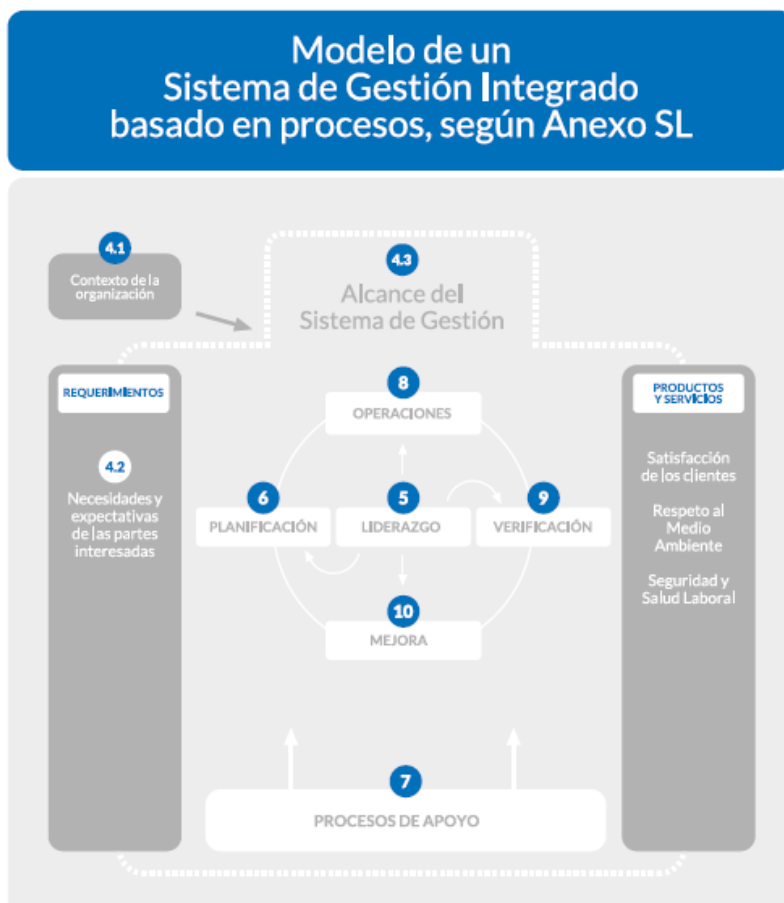 Modelo de un
Sistema de Gestión Integrado
basado en procesos, según Anexo SL
4.1
Contexto de la
organización
4.3
Alcance del
Sistema de Gestión
REQUERIMIENTOS
4.2
Necesidades y
expectativas
de las partes
interesadas
8
OPERACIONES
6
PLANIFICACIÓN
5
LIDERAZGO
9
VERIFICACIÓN
10
MEJORA
7
PROCESOS DE APOYO
PRODUCTOS
Y SERVICIOS
Satisfacción
de los clientes
Respeto al
Medio
Ambiente
Seguridad y
Salud Laboral